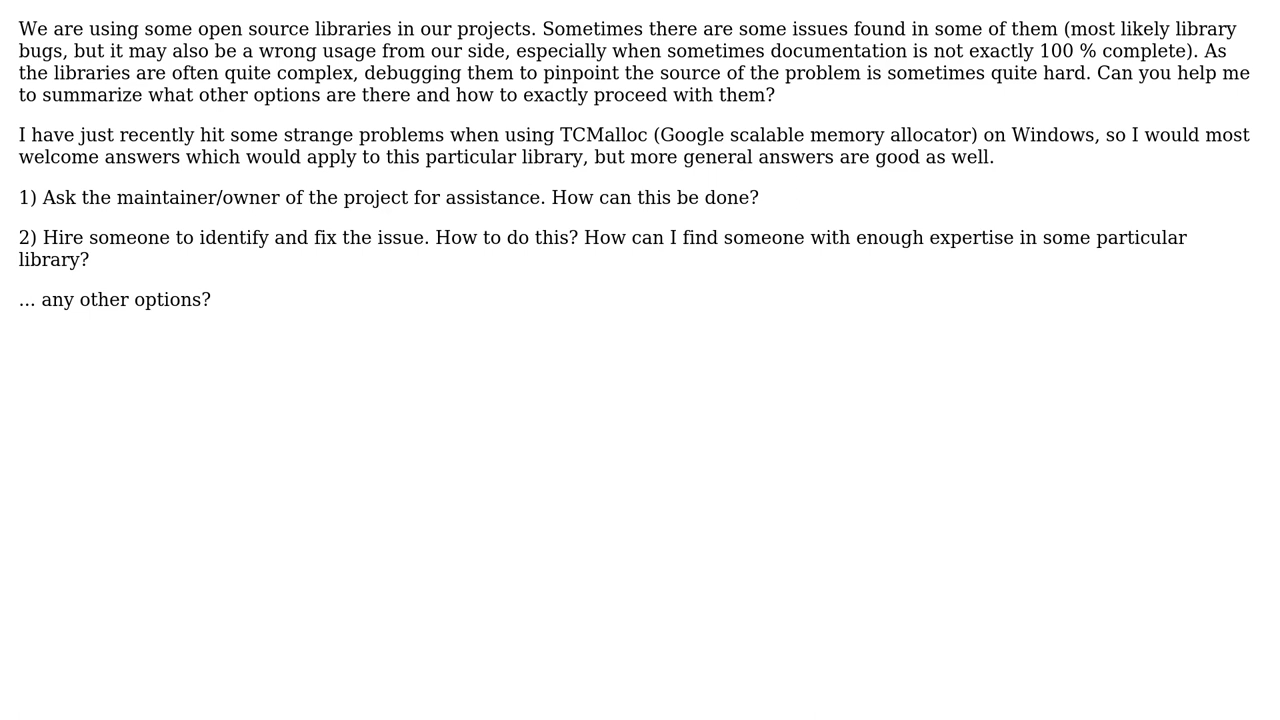 We are using some open source libraries in our projects. Sometimes there are some issues found in some of them (most likely library
bugs, but it may also be a wrong usage from our side, especially when sometimes documentation is not exactly 100 % complete). As
the libraries are often quite complex, debugging them to pinpoint the source of the problem is sometimes quite hard. Can you help me
to summarize what other options are there and how to exactly proceed with them?
I have just recently hit some strange problems when using TCMalloc (Google scalable memory allocator) on Windows, so I would most
welcome answers which would apply to this particular library, but more general answers are good as well.
1) Ask the maintainer/owner of the project for assistance. How can this be done?
2) Hire someone to identify and fix the issue. How to do this? How can I find someone with enough expertise in some particular
library?
... any other options?